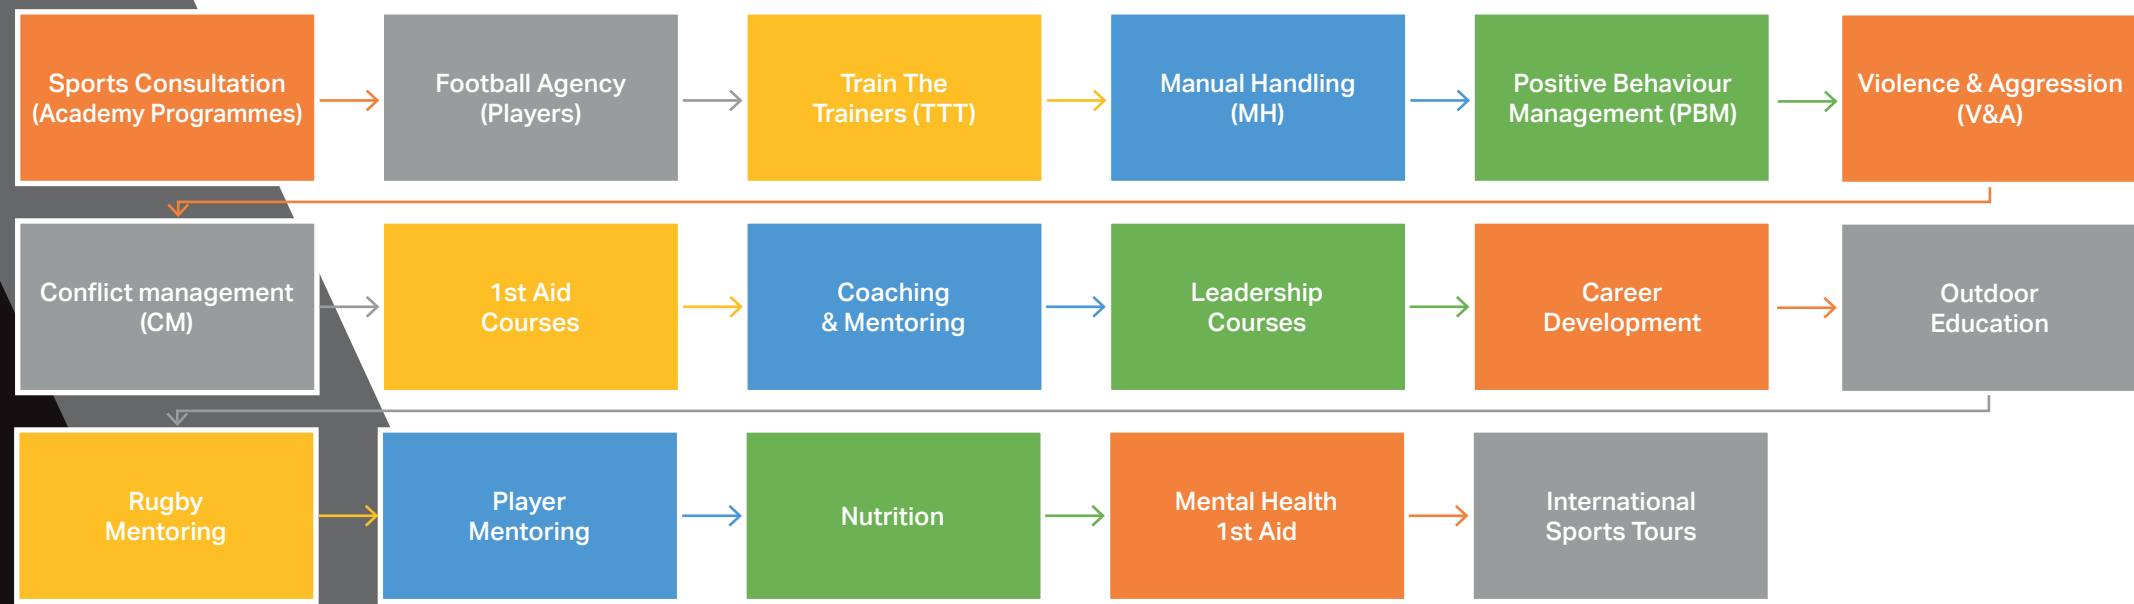 Sports Consultation
(Academy Programmes)
Football Agency
(Players)
Train The
Trainers (TTT)
Manual Handling
(MH)
Positive Behaviour
Management (PBM)
Violence & Aggression
(V&A)
Conflict management
(CM)
1st Aid
Courses
Coaching
& Mentoring
Leadership
Courses
Career
Development
Outdoor
Education
Rugby
Mentoring
Player
Mentoring
Nutrition
Mental Health
1st Aid
International
Sports Tours